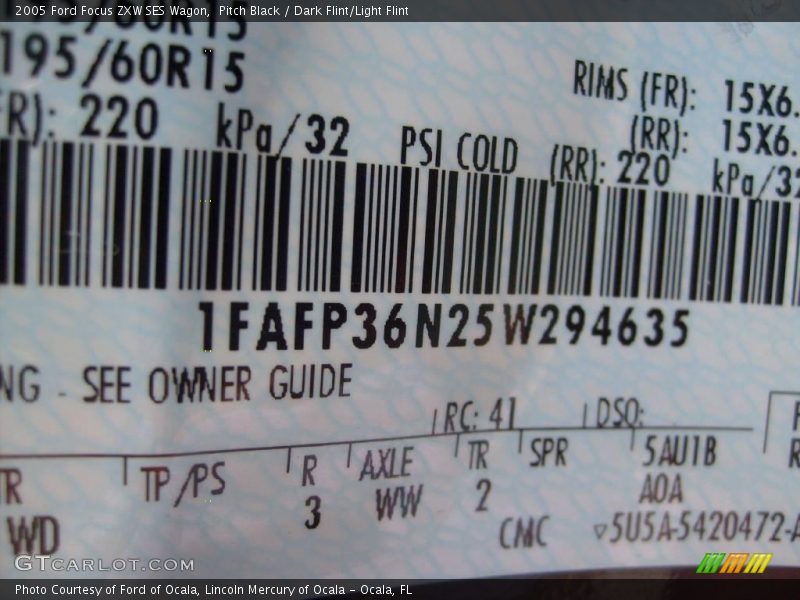 2005 Ford Focus ZXW SES Wagon, Pitch Black / Dark Flint/Light Flint
195/60R15
RIMS (FR): 15X6.
FR): 220 kPa/32 PSI COLD
(RR): 15X6.
(RR): 220 kPa/32
1FAFP36N25W294635
NG - SEE OWNER GUIDE
RC: 41 DSO:
TR TP/PS R AXLE TR SPR 5AU1B
WD 3 WW 2 AOA
CMC ▿5U5A-5420472-A
GTCARLOT.COM
Photo Courtesy of Ford of Ocala, Lincoln Mercury of Ocala – Ocala, FL